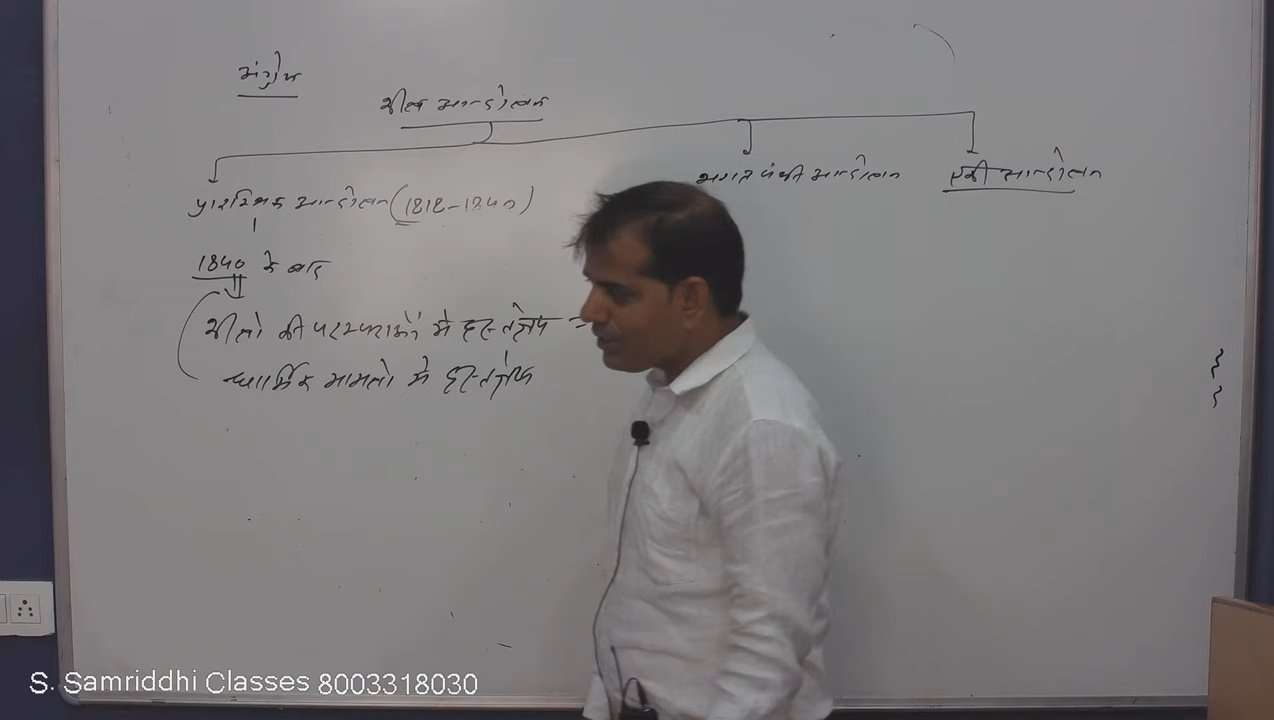 अंग्रेज
भील आन्दोलन
प्रारम्भिक आन्दोलन (1818-1840)
भगत पंथी आन्दोलन
एकी आन्दोलन
1840 के बाद
भीलो की परम्पराओं मे हस्तक्षेप =
धार्मिक मामलो मे हस्तक्षेप
S. Samriddhi Classes 8003318030